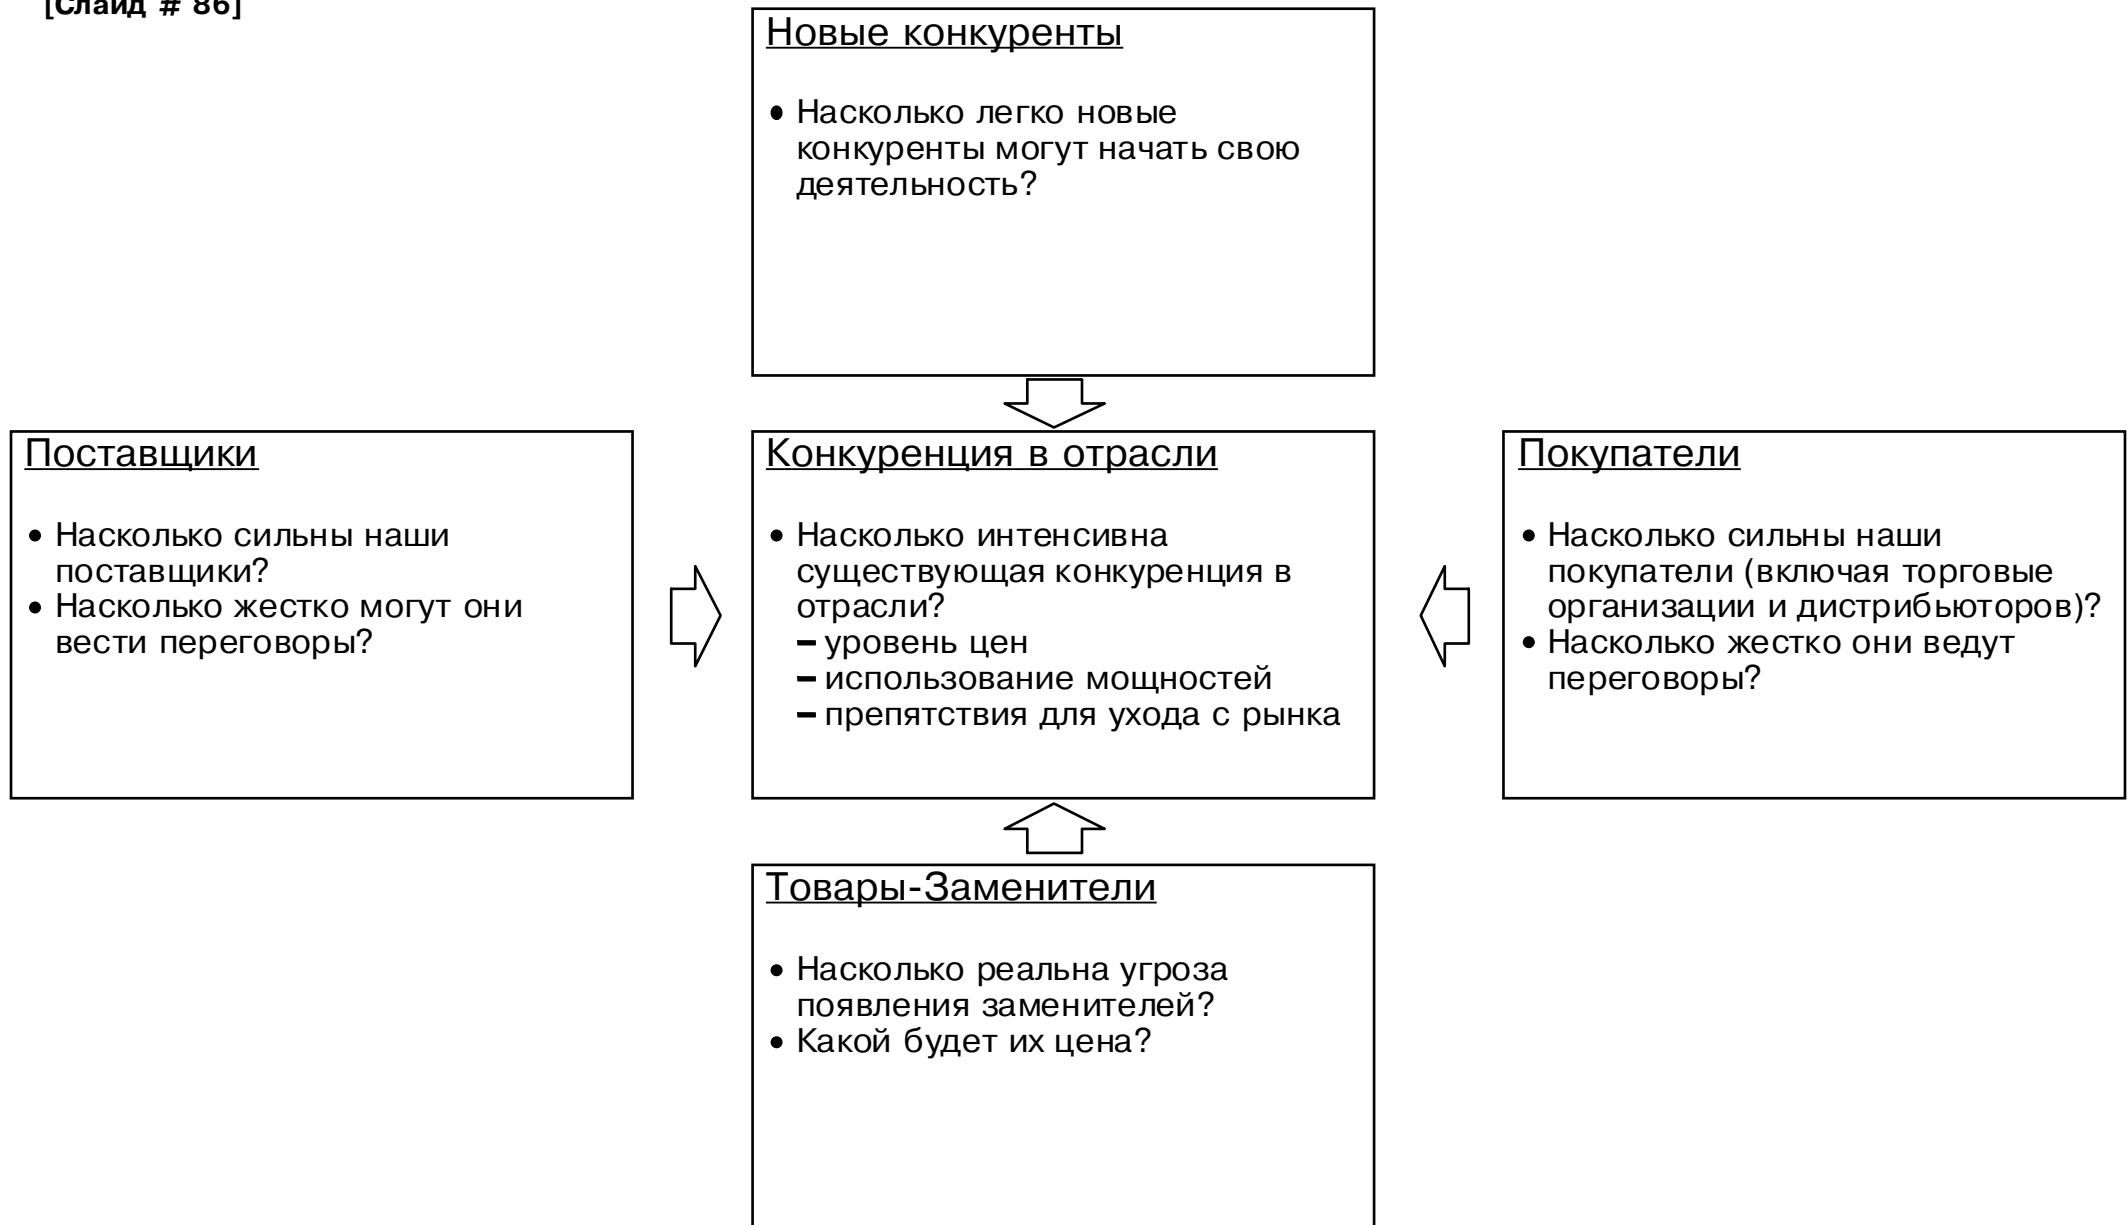 [Слайд # 86]
Новые конкуренты
• Насколько легко новые
конкуренты могут начать свою
деятельность?
Поставщики
• Насколько сильны наши
поставщики?
• Насколько жестко могут они
вести переговоры?
Конкуренция в отрасли
• Насколько интенсивна
существующая конкуренция в
отрасли?
– уровень цен
– использование мощностей
– препятствия для ухода с рынка
Покупатели
• Насколько сильны наши
покупатели (включая торговые
организации и дистрибьюторов)?
• Насколько жестко они ведут
переговоры?
Товары-Заменители
• Насколько реальна угроза
появления заменителей?
• Какой будет их цена?